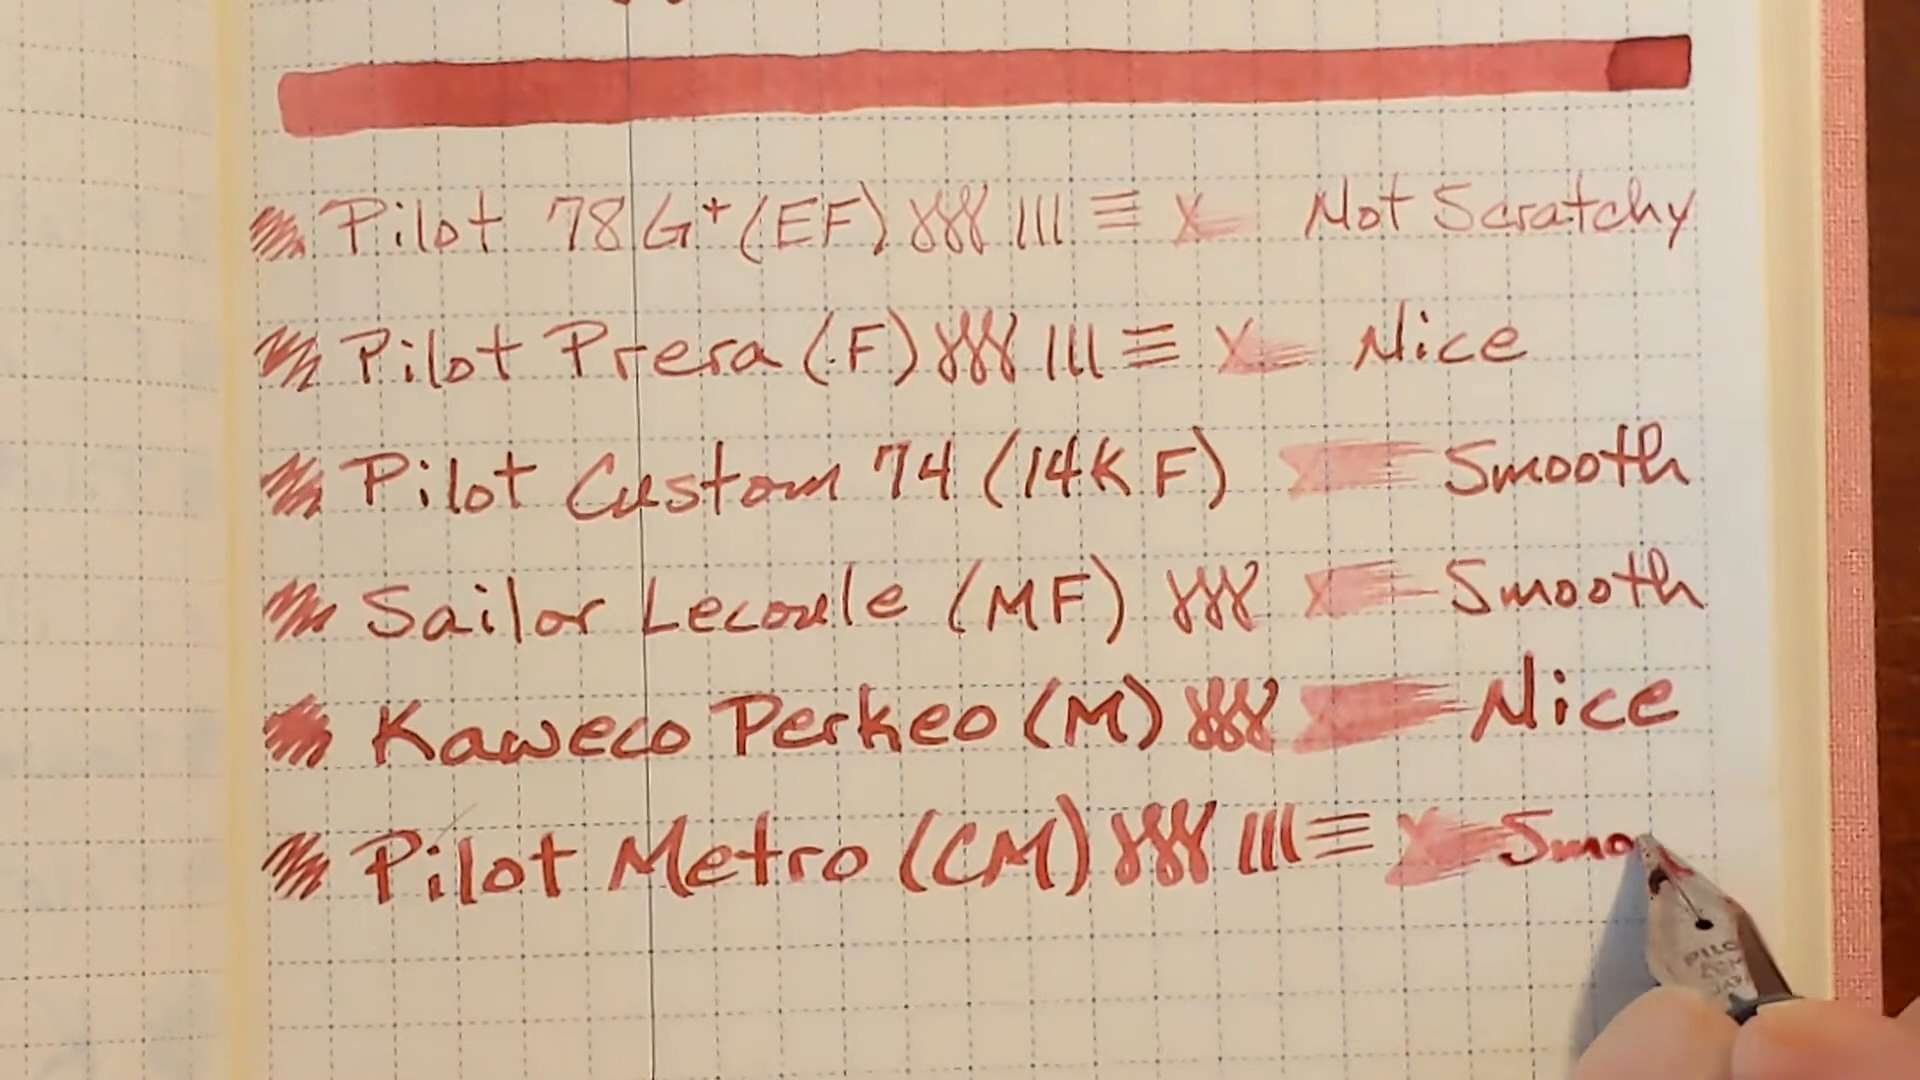 Pilot 78G+ (EF) Not Scratchy
Pilot Prera (F) Nice
Pilot Custom 74 (14K F) Smooth
Sailor Lecoule (MF) Smooth
Kaweco Perkeo (M) Nice
Pilot Metro (CM) Smo